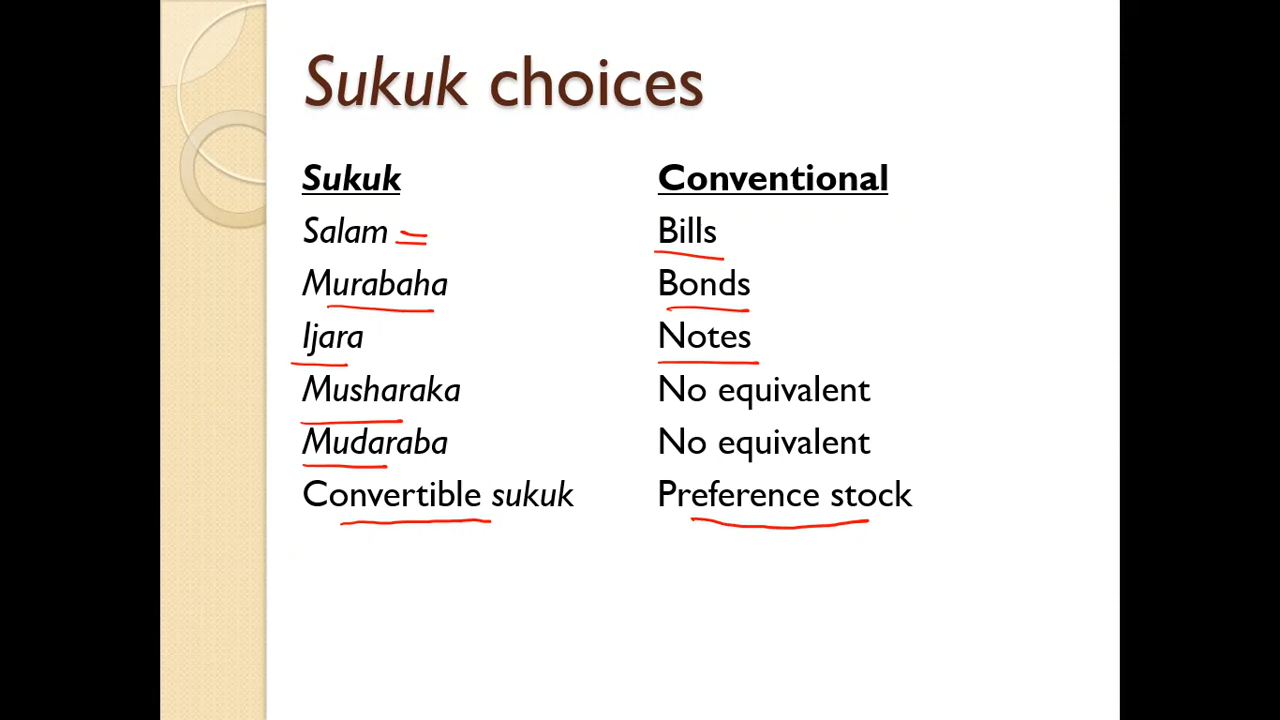 Sukuk choices
Sukuk Conventional
Salam = Bills
Murabaha Bonds
Ijara Notes
Musharaka No equivalent
Mudaraba No equivalent
Convertible sukuk Preference stock